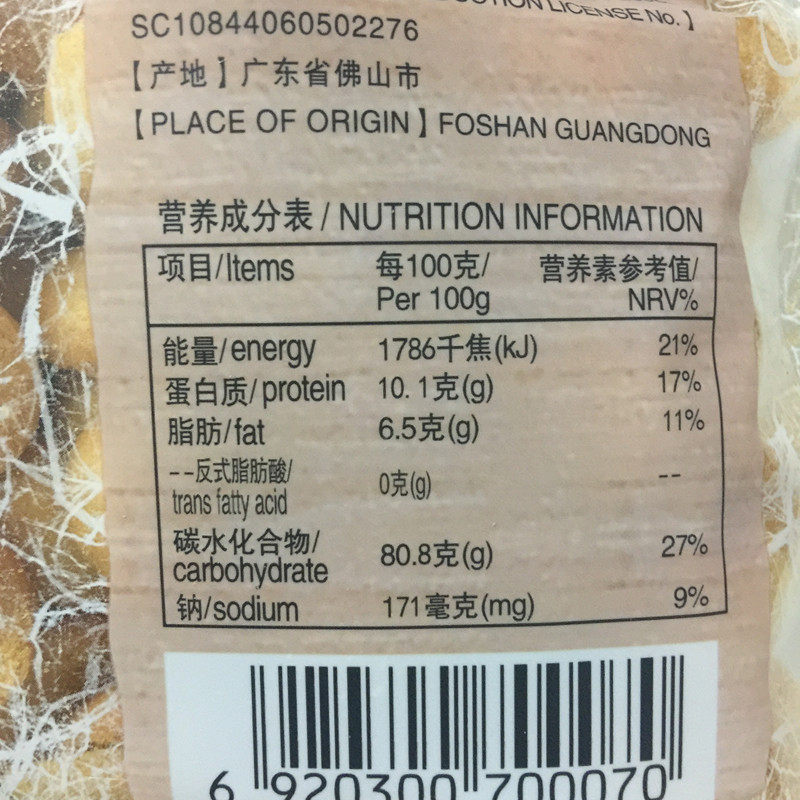 CTION LICENSE No.】
SC10844060502276
【产地】广东省佛山市
【PLACE OF ORIGIN】FOSHAN GUANGDONG
营养成分表/NUTRITION INFORMATION
项目/Items 每100克/ 营养素参考值/
Per 100g NRV%
能量/energy 1786千焦(kJ) 21%
蛋白质/protein 10.1克(g) 17%
脂肪/fat 6.5克(g) 11%
--反式脂肪酸/
trans fatty acid 0克(g) --
碳水化合物/
carbohydrate 80.8克(g) 27%
钠/sodium 171毫克(mg) 9%
6 920300 700070